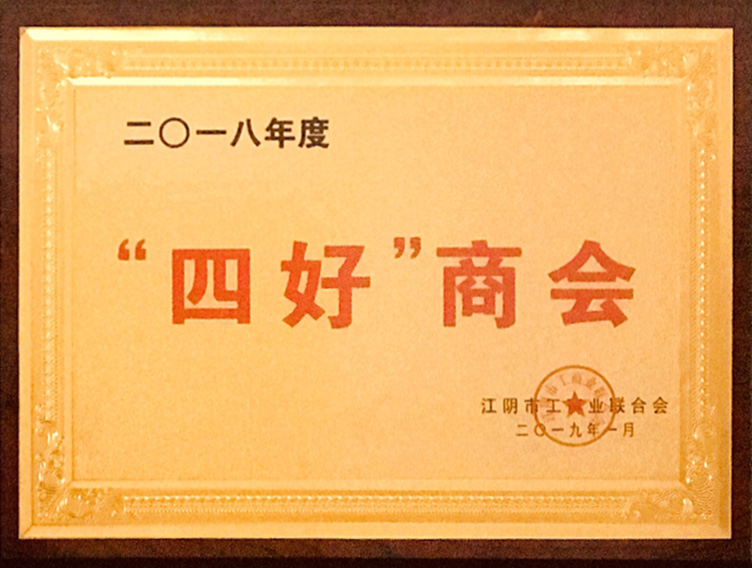 二〇一八年度
“四好”商会
江阴市工商业联合会
二〇一九年一月